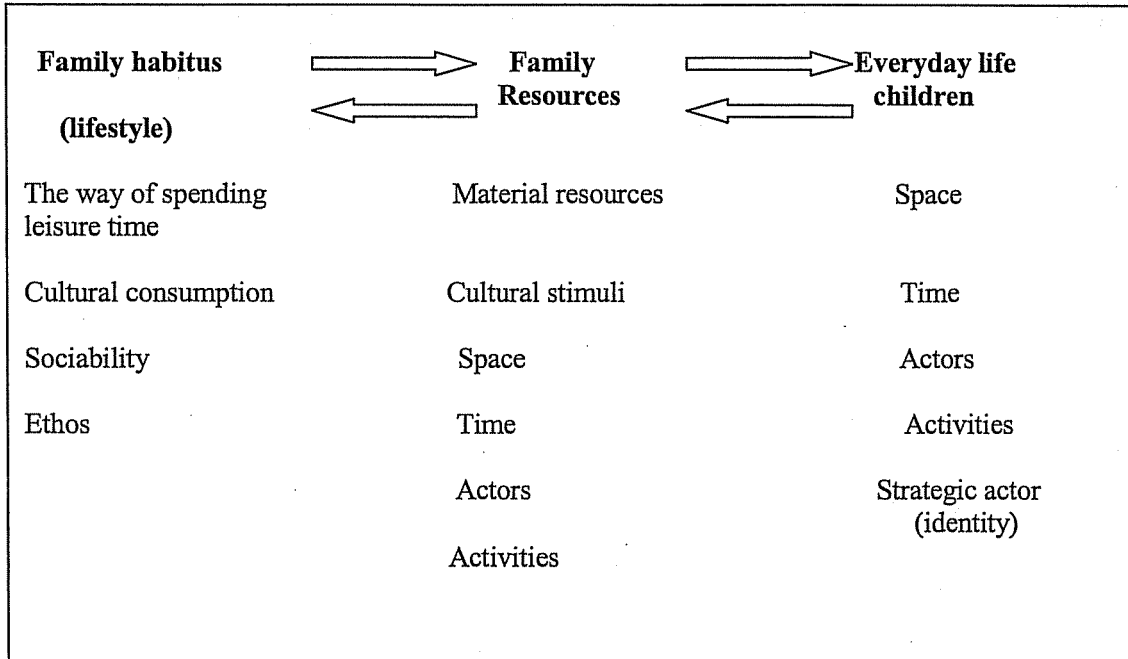 Family habitus
(lifestyle)
Family
Resources
Everyday life
children
The way of spending
leisure time
Material resources
Space
Cultural consumption
Cultural stimuli
Time
Sociability
Space
Actors
Ethos
Time
Activities
Actors
Strategic actor
(identity)
Activities